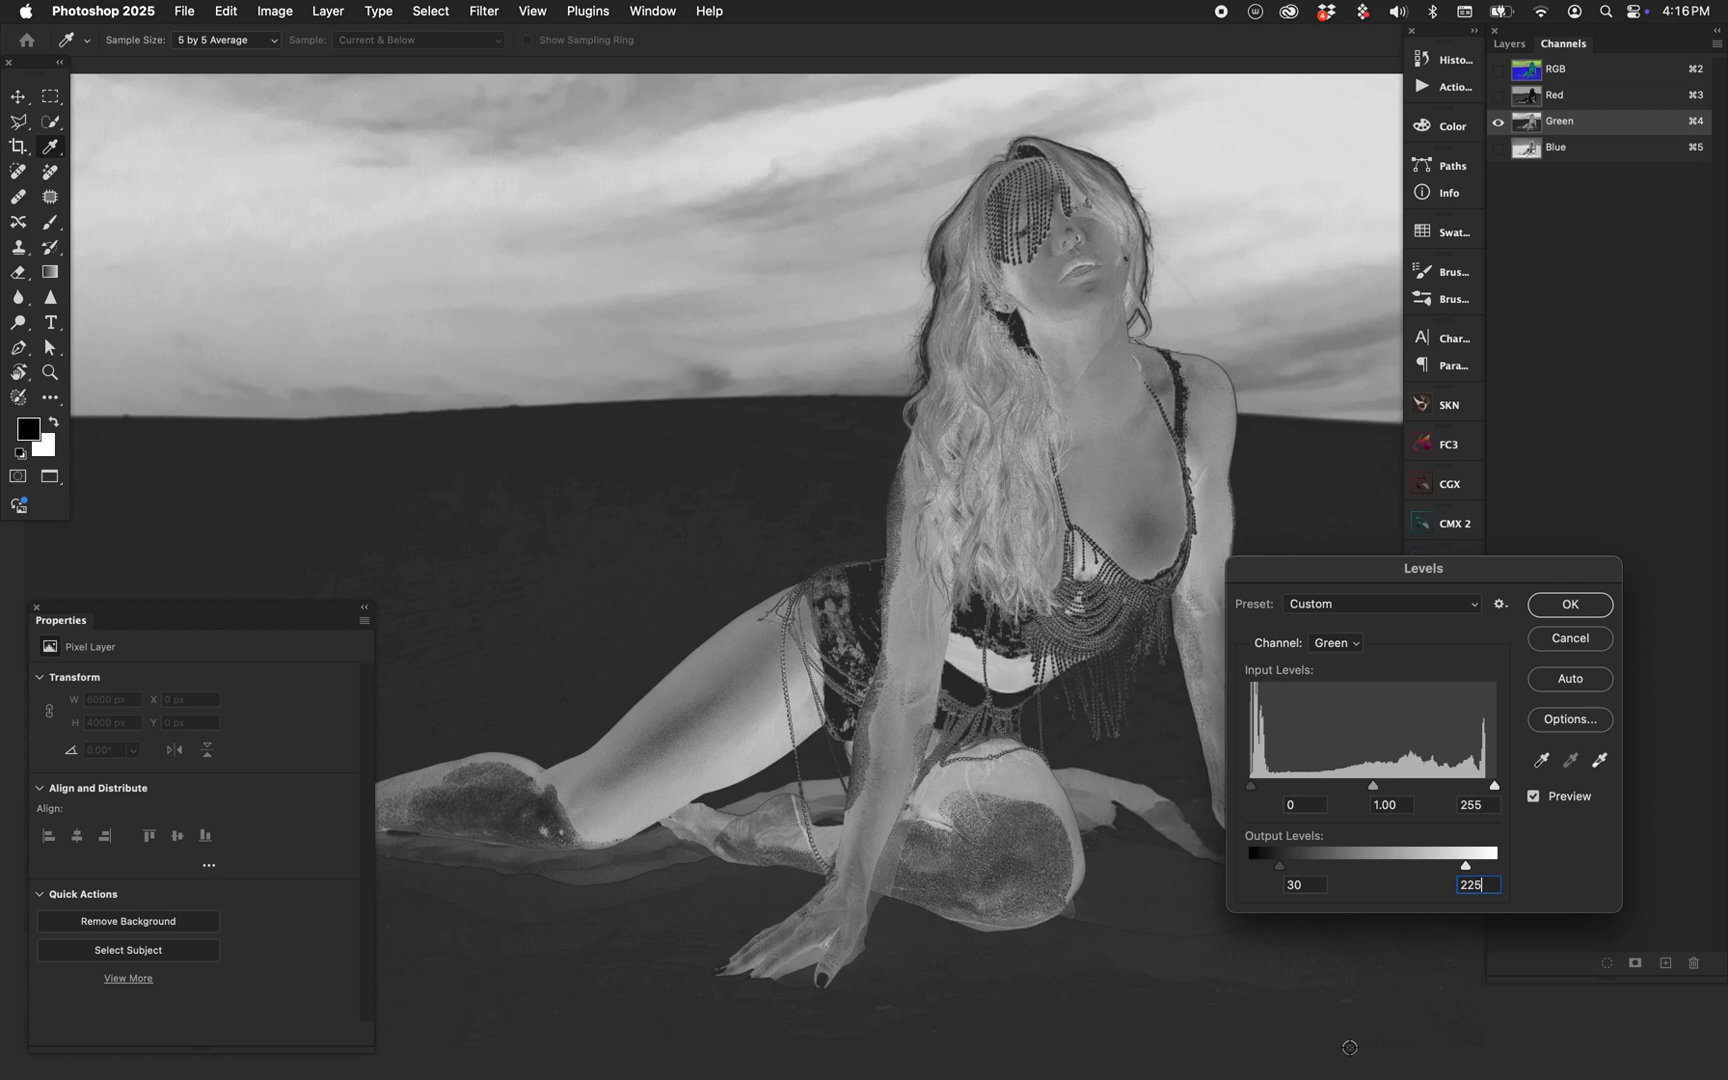 Photoshop 2025 File Edit Image Layer Type Select Filter View Plugins Window Help 4:16 PM
Sample Size: 5 by 5 Average Sample: Current & Below Show Sampling Ring
Histo...
Actio...
Color
Paths
Info
Swat...
Brus...
Brus...
Char...
Para...
SKN
FC3
CGX
CMX 2
Layers Channels
RGB ⌘2
Red ⌘3
Green ⌘4
Blue ⌘5
Properties
Pixel Layer
Transform
W 6000 px X 0 px
H 4000 px Y 0 px
0.00°
Align and Distribute
Align:
Quick Actions
Remove Background
Select Subject
View More
Levels
Preset: Custom
OK
Channel: Green
Cancel
Input Levels:
Auto
Options...
0 1.00 255
Preview
Output Levels:
30 225